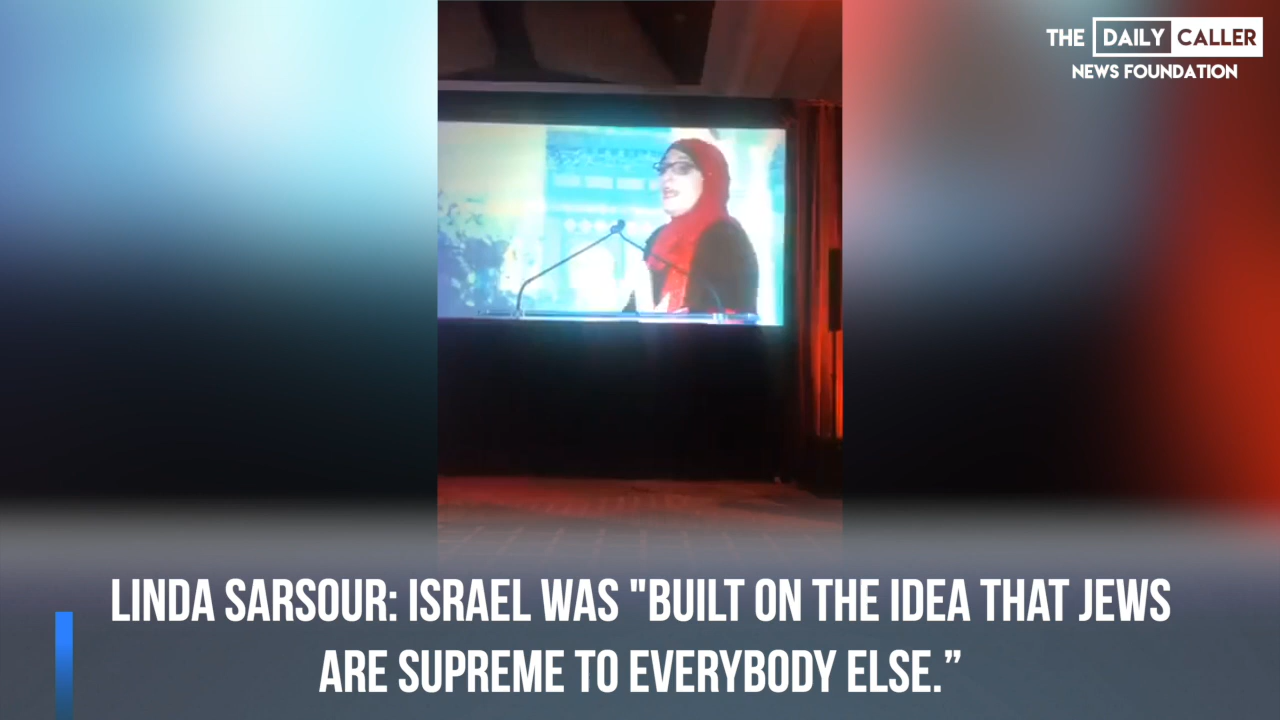 THE DAILY CALLER
NEWS FOUNDATION
LINDA SARSOUR: ISRAEL WAS "BUILT ON THE IDEA THAT JEWS
ARE SUPREME TO EVERYBODY ELSE.”